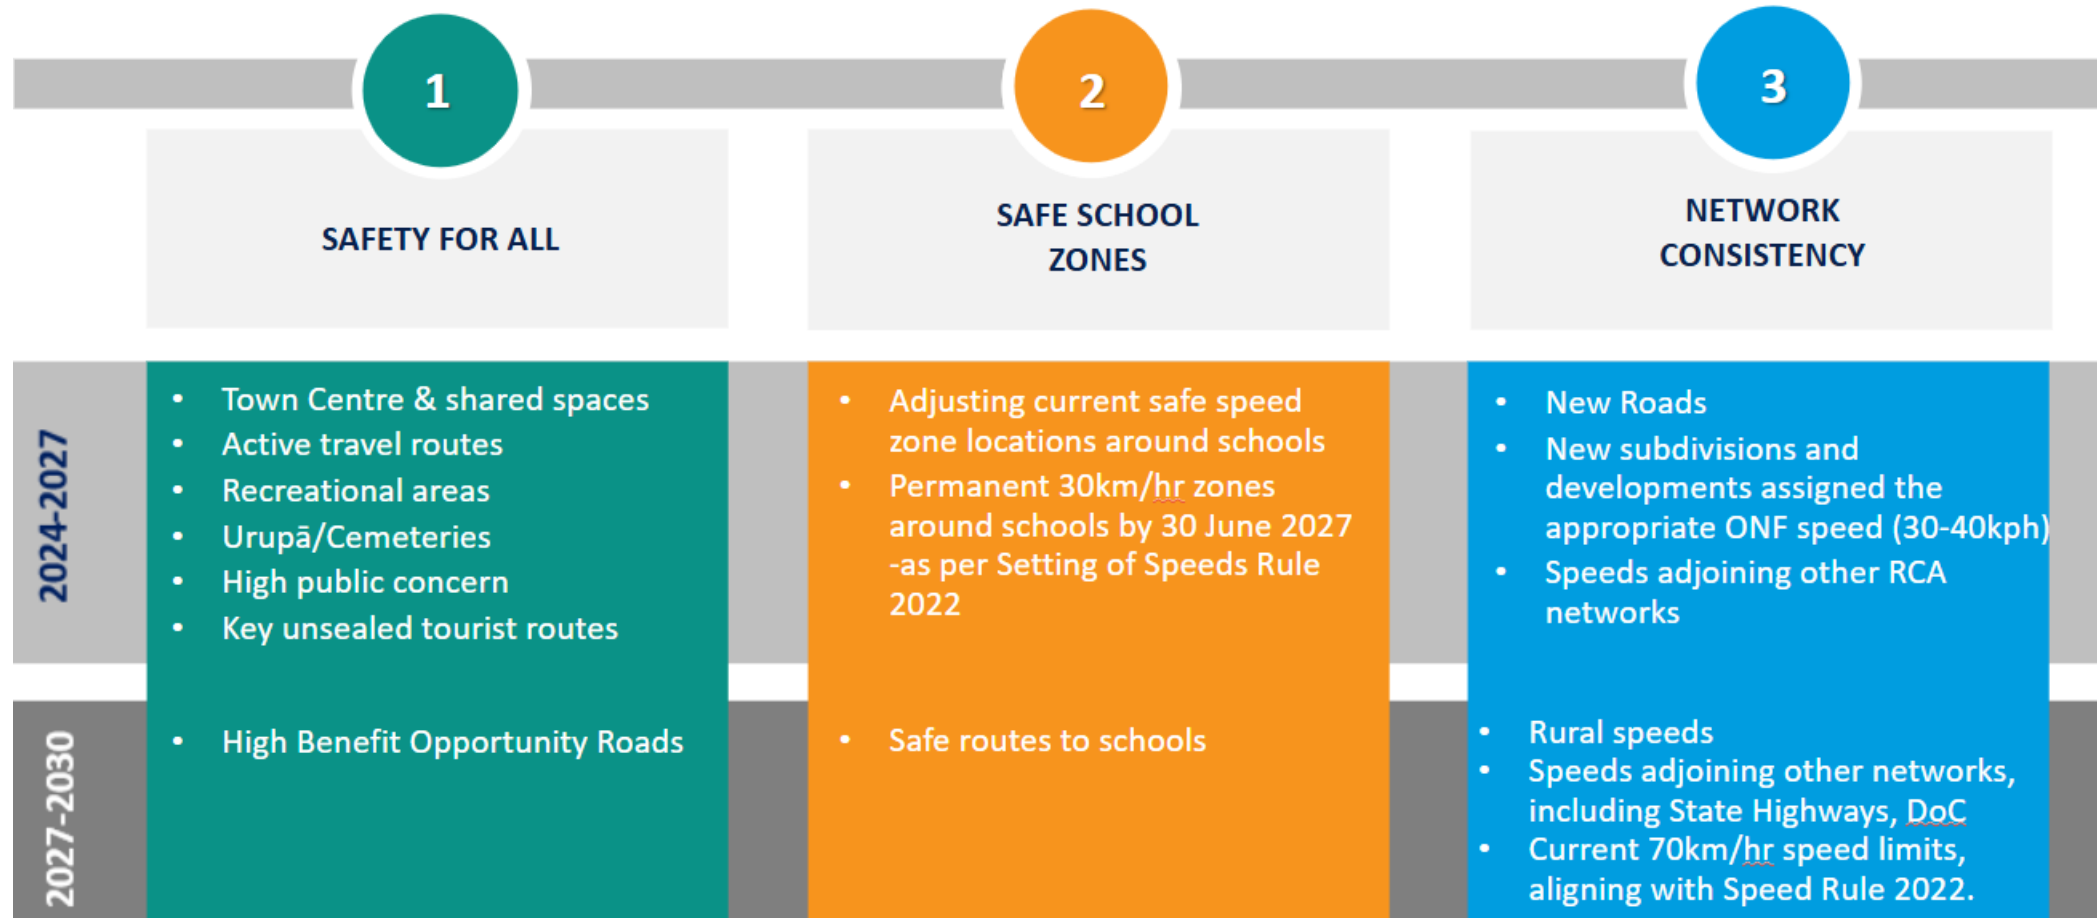 1
2
3
SAFETY FOR ALL
SAFE SCHOOL
ZONES
NETWORK
CONSISTENCY
2024-2027
• Town Centre & shared spaces
• Active travel routes
• Recreational areas
• Urupā/Cemeteries
• High public concern
• Key unsealed tourist routes
• Adjusting current safe speed
zone locations around schools
• Permanent 30km/hr zones
around schools by 30 June 2027
-as per Setting of Speeds Rule
2022
• New Roads
• New subdivisions and
developments assigned the
appropriate ONF speed (30-40kph)
• Speeds adjoining other RCA
networks
2027-2030
• High Benefit Opportunity Roads
• Safe routes to schools
• Rural speeds
• Speeds adjoining other networks,
including State Highways, DoC
• Current 70km/hr speed limits,
aligning with Speed Rule 2022.